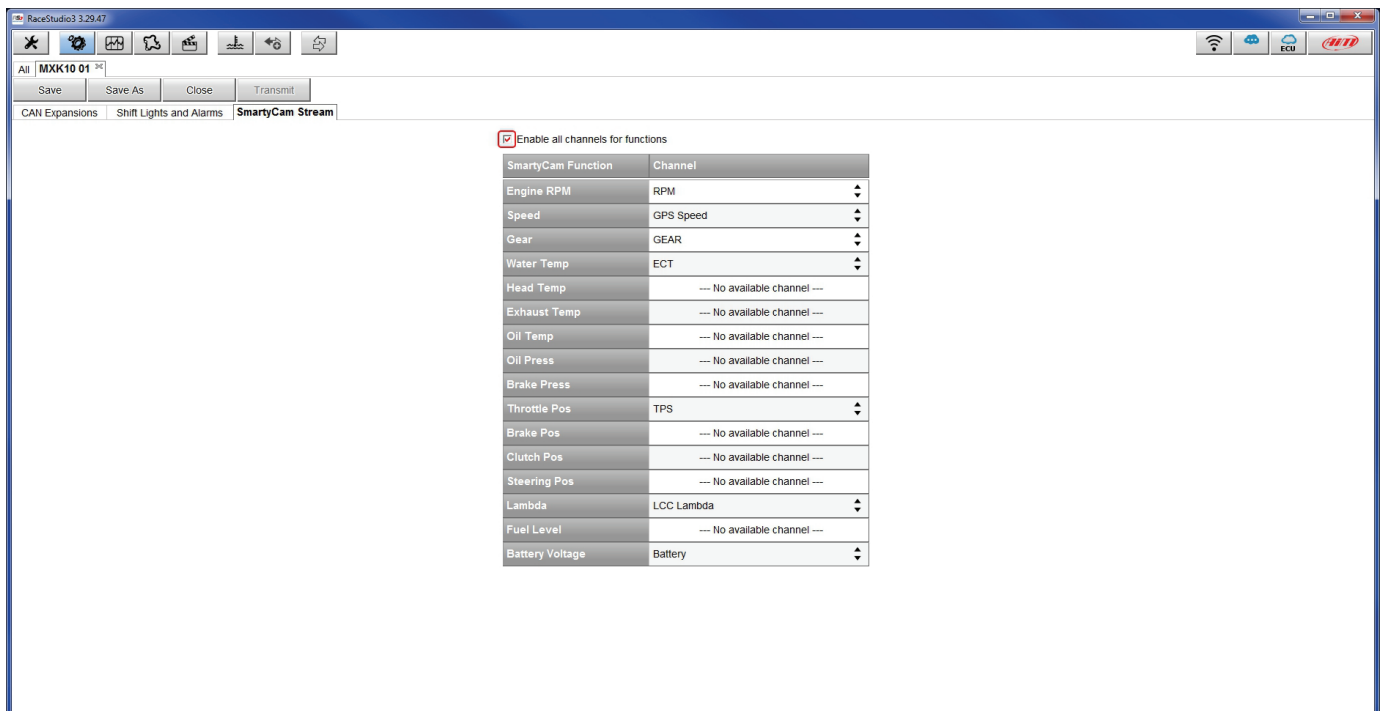 RaceStudio3 3.29.47
ECU
AiM
All MXK10 01
Save Save As Close Transmit
CAN Expansions Shift Lights and Alarms SmartyCam Stream
Enable all channels for functions
SmartyCam Function Channel
Engine RPM RPM
Speed GPS Speed
Gear GEAR
Water Temp ECT
Head Temp --- No available channel ---
Exhaust Temp --- No available channel ---
Oil Temp --- No available channel ---
Oil Press --- No available channel ---
Brake Press --- No available channel ---
Throttle Pos TPS
Brake Pos --- No available channel ---
Clutch Pos --- No available channel ---
Steering Pos --- No available channel ---
Lambda LCC Lambda
Fuel Level --- No available channel ---
Battery Voltage Battery